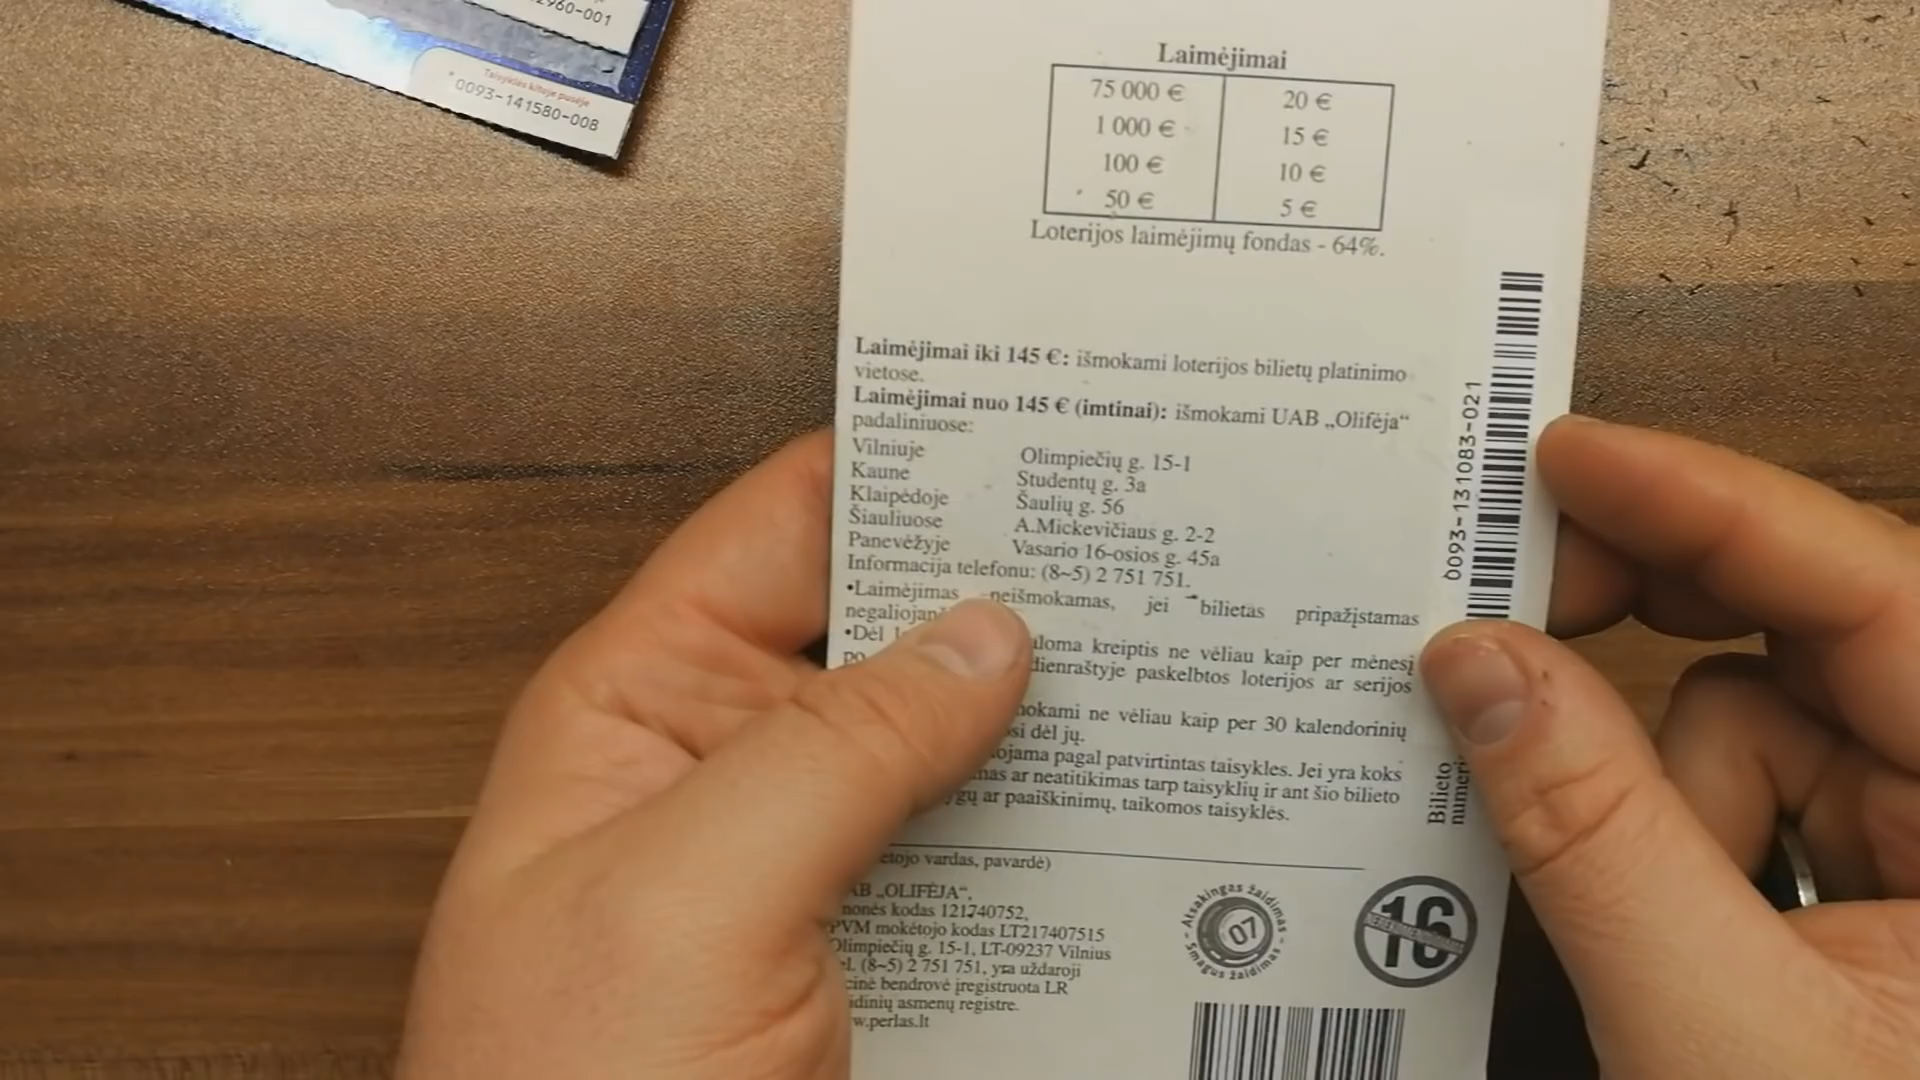 2960-001
Taisyklės kitoje pusėje
0093-141580-008
Laimėjimai
75 000 € 20 €
1 000 € 15 €
100 € 10 €
50 € 5 €
Loterijos laimėjimų fondas - 64%.
Laimėjimai iki 145 €: išmokami loterijos bilietų platinimo
vietose.
Laimėjimai nuo 145 € (imtinai): išmokami UAB „Olifėja“
padaliniuose:
Vilniuje Olimpiečių g. 15-1
Kaune Studentų g. 3a
Klaipėdoje Šaulių g. 56
Šiauliuose A.Mickevičiaus g. 2-2
Panevėžyje Vasario 16-osios g. 45a
Informacija telefonu: (8~5) 2 751 751.
•Laimėjimas neišmokamas, jei bilietas pripažįstamas
•Dėl kreiptis ne vėliau kaip per mėnesį
po dienraštyje paskelbtos loterijos ar serijos
ne vėliau kaip per 30 kalendorinių
dėl jų.
pagal patvirtintas taisykles. Jei yra koks
ar neatitikimas tarp taisyklių ir ant šio bilieto
ar paaiškinimų, taikomos taisyklės.
vardas, pavardė)
„OLIFĖJA“,
kodas 121740752,
PVM mokėtojo kodas LT217407515
Olimpiečių g. 15-1, LT-09237 Vilnius
(8~5) 2 751 751, yra uždaroji
bendrovė įregistruota LR
asmenų registre.
w.perlas.lt
0093-131083-021
Bilieto
Atsakingas žaidimas -
Smagus žaidimas -
07
16